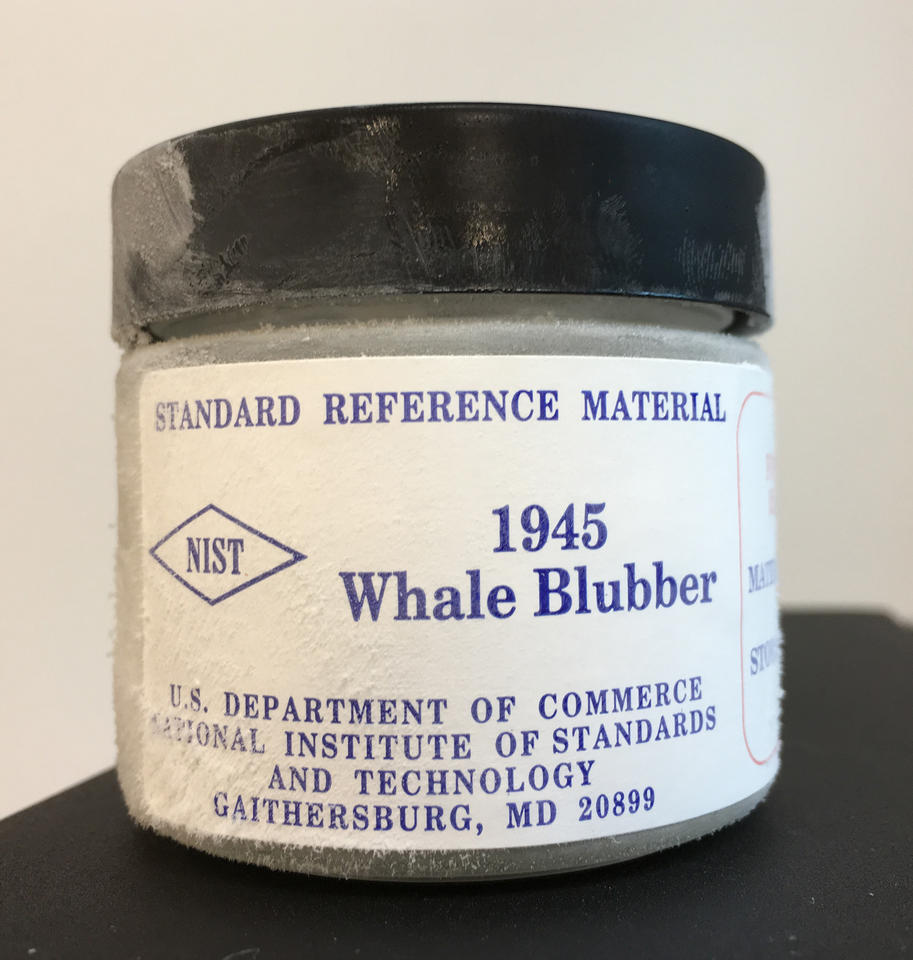 STANDARD REFERENCE MATERIAL
NIST
1945
Whale Blubber
U.S. DEPARTMENT OF COMMERCE
NATIONAL INSTITUTE OF STANDARDS
AND TECHNOLOGY
GAITHERSBURG, MD 20899